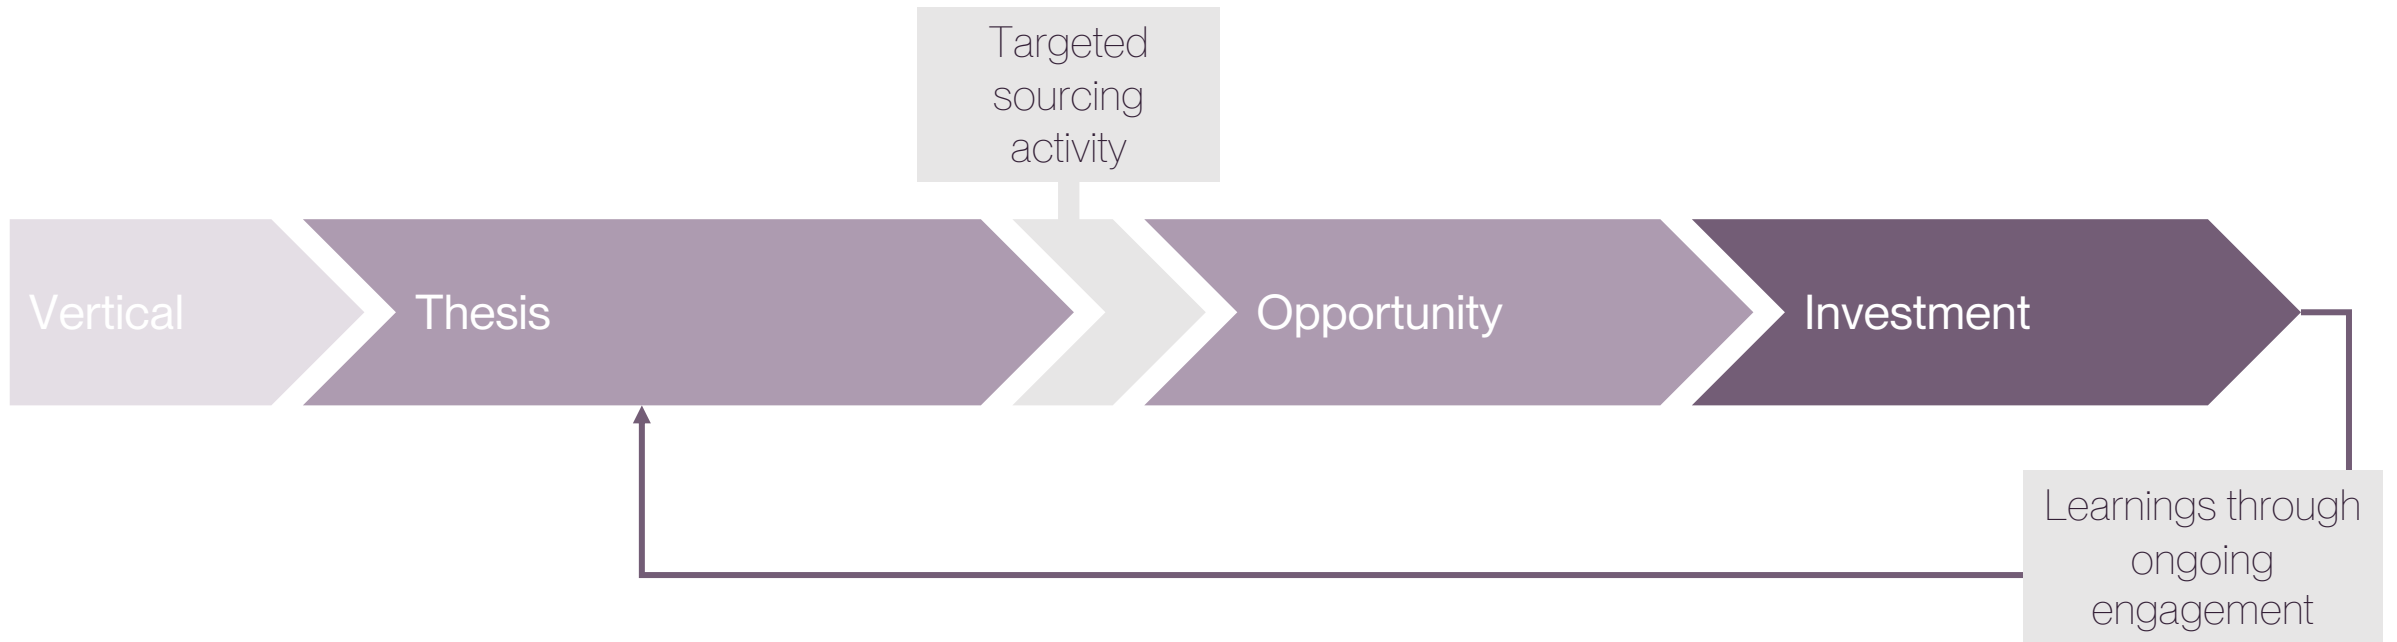 Targeted
sourcing
activity
Vertical
Thesis
Opportunity
Investment
Learnings through
ongoing
engagement